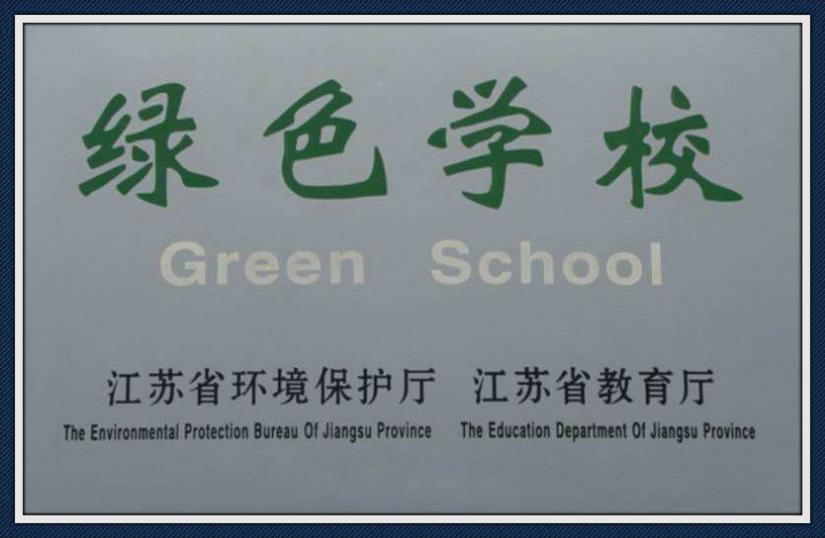 绿色学校
Green School
江苏省环境保护厅 江苏省教育厅
The Environmental Protection Bureau Of Jiangsu Province The Education Department Of Jiangsu Province